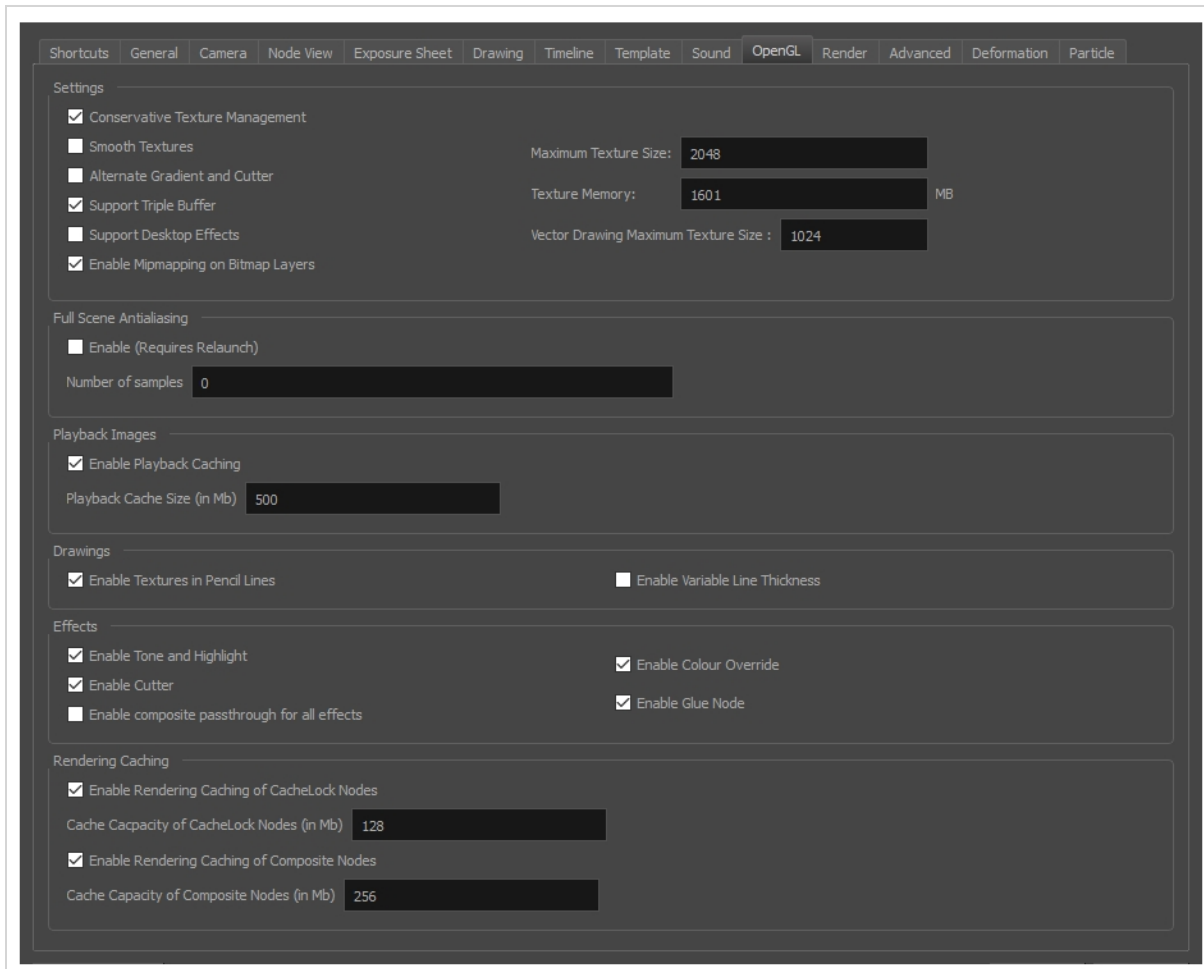 Shortcuts General Camera Node View Exposure Sheet Drawing Timeline Template Sound OpenGL Render Advanced Deformation Particle
Settings
Conservative Texture Management
Smooth Textures
Maximum Texture Size: 2048
Alternate Gradient and Cutter
Texture Memory: 1601 MB
Support Triple Buffer
Support Desktop Effects
Vector Drawing Maximum Texture Size : 1024
Enable Mipmapping on Bitmap Layers
Full Scene Antialiasing
Enable (Requires Relaunch)
Number of samples 0
Playback Images
Enable Playback Caching
Playback Cache Size (in Mb) 500
Drawings
Enable Textures in Pencil Lines Enable Variable Line Thickness
Effects
Enable Tone and Highlight
Enable Colour Override
Enable Cutter
Enable Glue Node
Enable composite passthrough for all effects
Rendering Caching
Enable Rendering Caching of CacheLock Nodes
Cache Cacpacity of CacheLock Nodes (in Mb) 128
Enable Rendering Caching of Composite Nodes
Cache Capacity of Composite Nodes (in Mb) 256